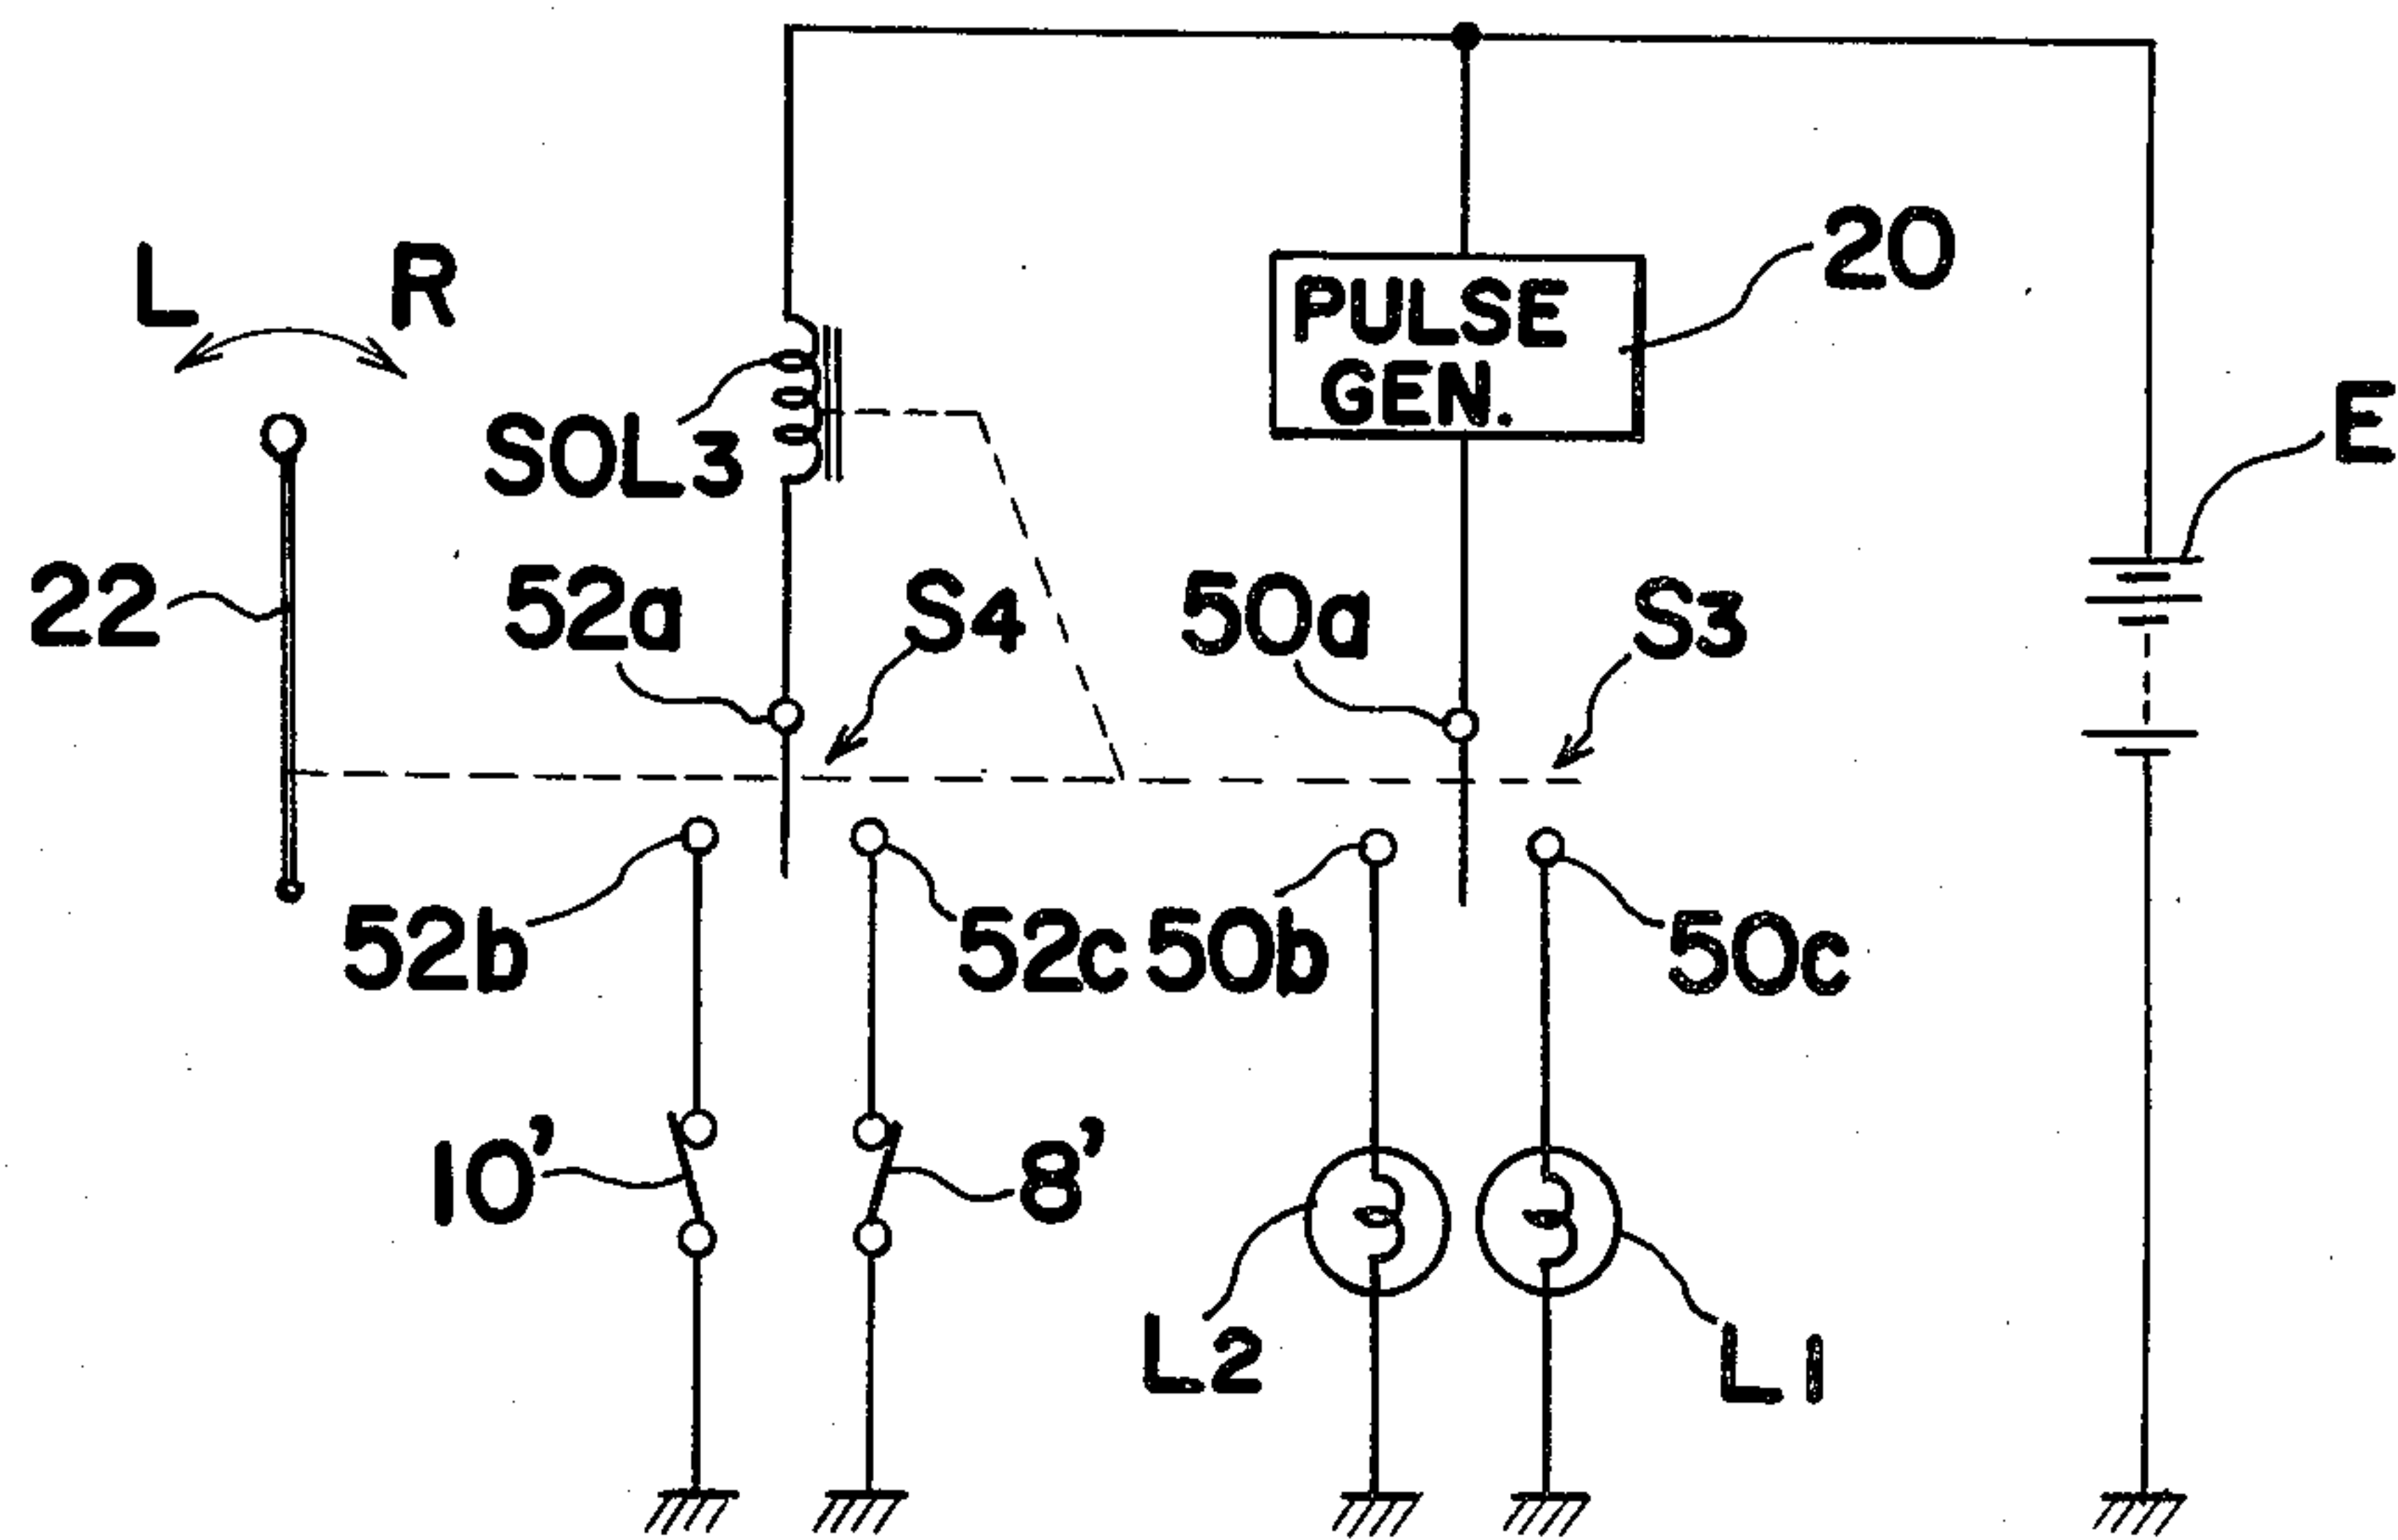 L R
PULSE
GEN.
20
E
SOL3
22
52a
S4
50a
S3
52b
52c
50b
50c
10'
8'
L2
L1